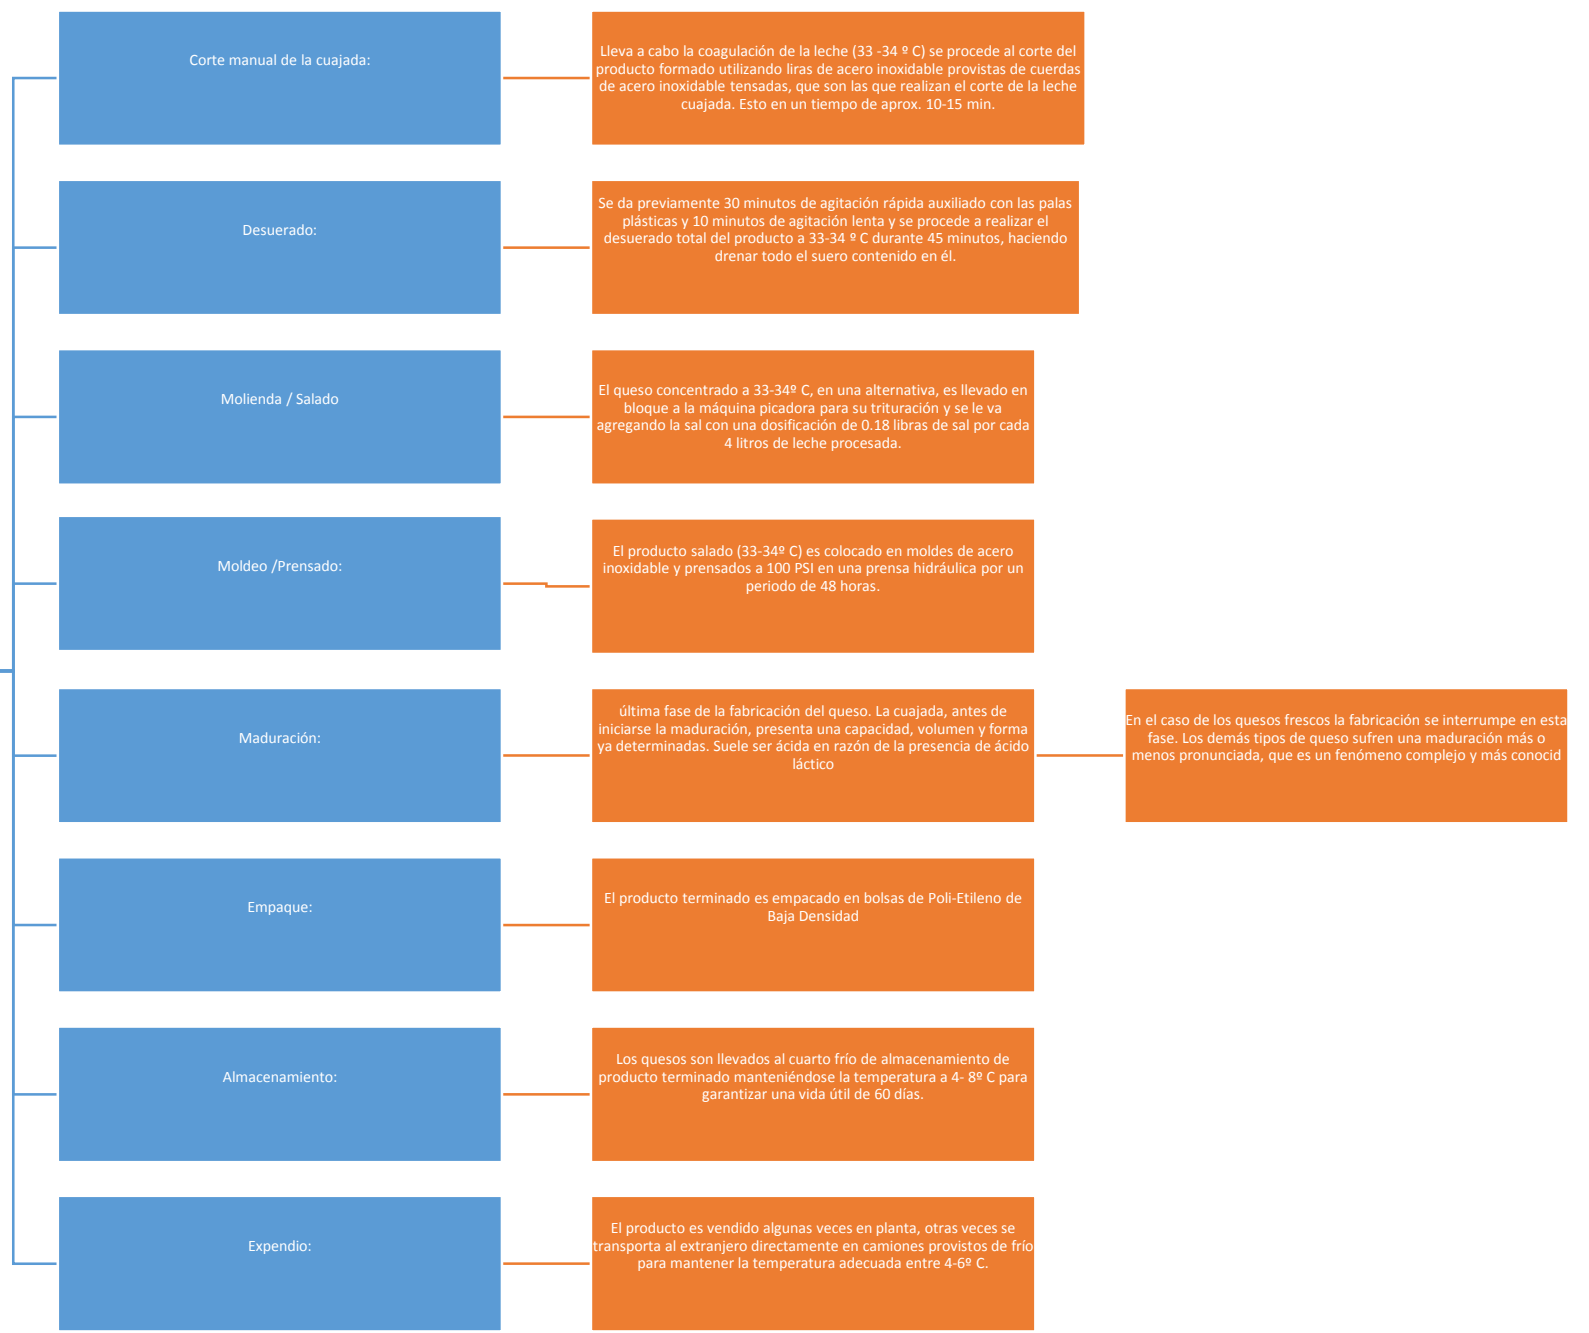 Corte manual de la cuajada:
Lleva a cabo la coagulación de la leche (33 -34 º C) se procede al corte del
producto formado utilizando liras de acero inoxidable provistas de cuerdas
de acero inoxidable tensadas, que son las que realizan el corte de la leche
cuajada. Esto en un tiempo de aprox. 10-15 min.
Desuerado:
Se da previamente 30 minutos de agitación rápida auxiliado con las palas
plásticas y 10 minutos de agitación lenta y se procede a realizar el
desuerado total del producto a 33-34 º C durante 45 minutos, haciendo
drenar todo el suero contenido en él.
Molienda / Salado
El queso concentrado a 33-34º C, en una alternativa, es llevado en
bloque a la máquina picadora para su trituración y se le va
agregando la sal con una dosificación de 0.18 libras de sal por cada
4 litros de leche procesada.
Moldeo /Prensado:
El producto salado (33-34º C) es colocado en moldes de acero
inoxidable y prensados a 100 PSI en una prensa hidráulica por un
periodo de 48 horas.
Maduración:
última fase de la fabricación del queso. La cuajada, antes de
iniciarse la maduración, presenta una capacidad, volumen y forma
ya determinadas. Suele ser ácida en razón de la presencia de ácido
láctico
En el caso de los quesos frescos la fabricación se interrumpe en esta
fase. Los demás tipos de queso sufren una maduración más o
menos pronunciada, que es un fenómeno complejo y más conocid
Empaque:
El producto terminado es empacado en bolsas de Poli-Etileno de
Baja Densidad
Almacenamiento:
Los quesos son llevados al cuarto frío de almacenamiento de
producto terminado manteniéndose la temperatura a 4- 8º C para
garantizar una vida útil de 60 días.
Expendio:
El producto es vendido algunas veces en planta, otras veces se
transporta al extranjero directamente en camiones provistos de frío
para mantener la temperatura adecuada entre 4-6º C.